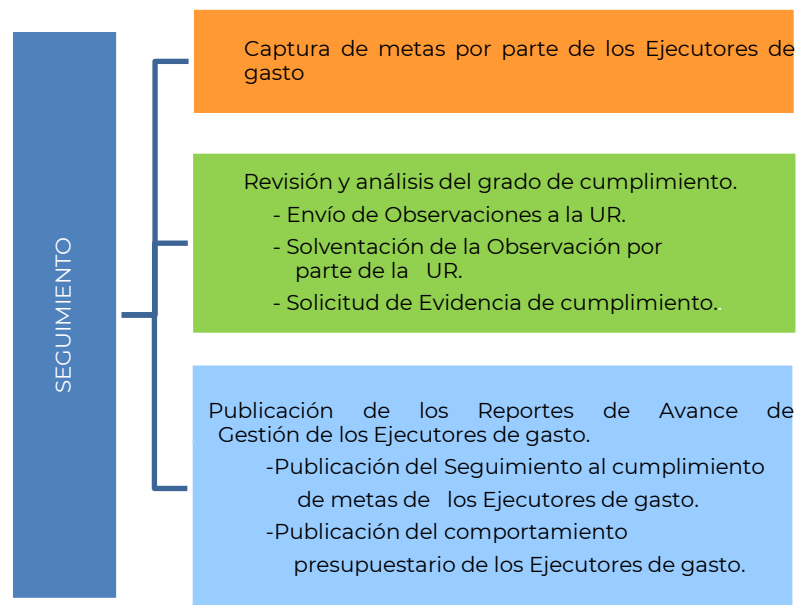 SEGUIMIENTO
Captura de metas por parte de los Ejecutores de
gasto
Revisión y análisis del grado de cumplimiento.
- Envío de Observaciones a la UR.
- Solventación de la Observación por
parte de la UR.
- Solicitud de Evidencia de cumplimiento..
Publicación de los Reportes de Avance de
Gestión de los Ejecutores de gasto.
-Publicación del Seguimiento al cumplimiento
de metas de los Ejecutores de gasto.
-Publicación del comportamiento
presupuestario de los Ejecutores de gasto.